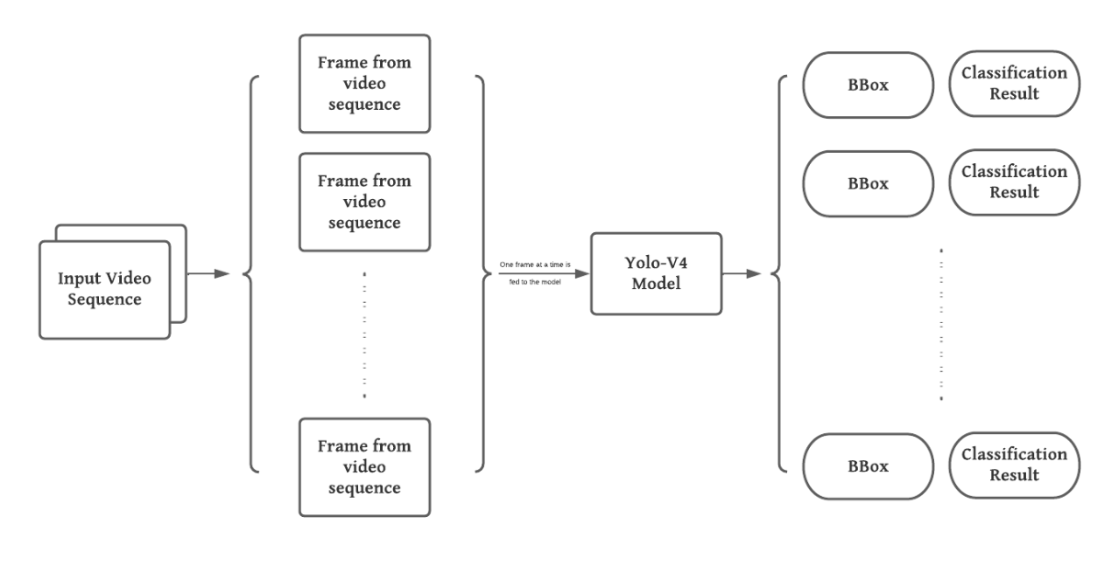 Input Video
Sequence
Frame from
video
sequence
Frame from
video
sequence
Frame from
video
sequence
One frame at a time is
fed to the model
Yolo-V4
Model
BBox
Classification
Result
BBox
Classification
Result
BBox
Classification
Result